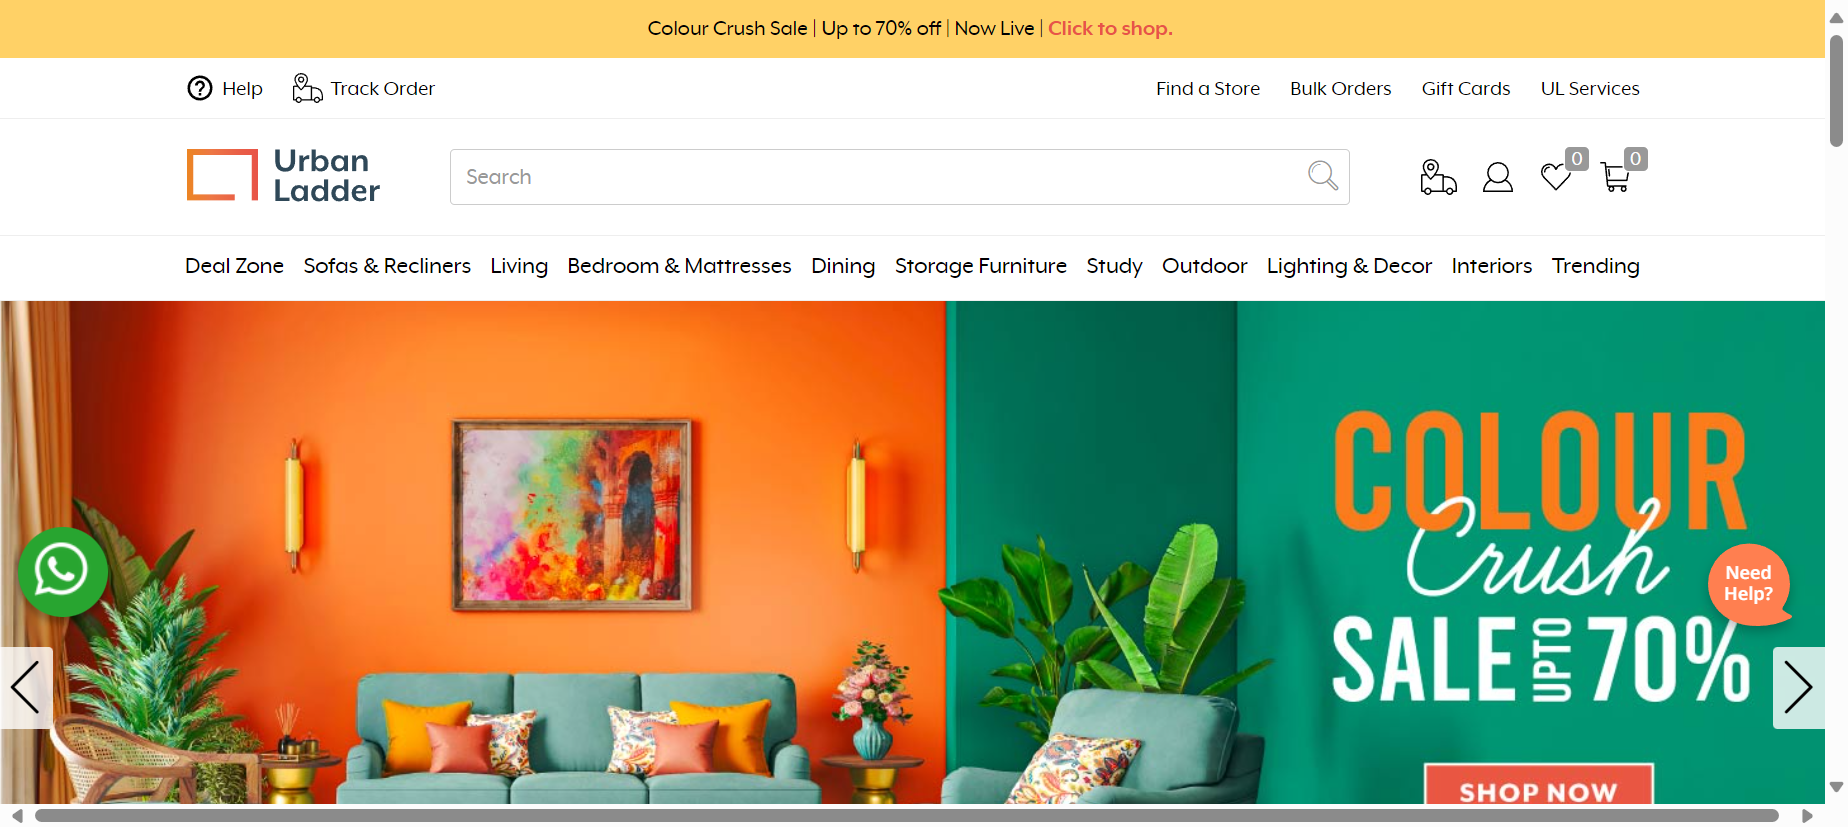 Colour Crush Sale | Up to 70% off | Now Live | Click to shop.
Help
Track Order
Find a Store
Bulk Orders
Gift Cards
UL Services
Urban
Ladder
Search
0
0
Deal Zone
Sofas & Recliners
Living
Bedroom & Mattresses
Dining
Storage Furniture
Study
Outdoor
Lighting & Decor
Interiors
Trending
COLOUR
Crush
SALE UPTO 70%
Need
Help?
SHOP NOW